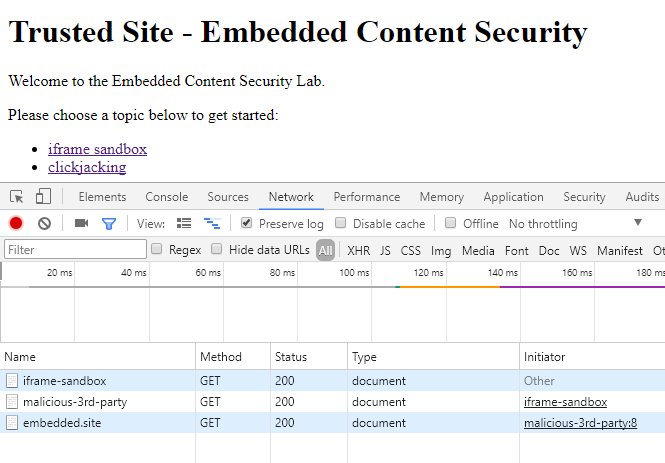 Trusted Site - Embedded Content Security
Welcome to the Embedded Content Security Lab.
Please choose a topic below to get started:
iframe sandbox
clickjacking
Elements Console Sources Network Performance Memory Application Security Audits
View: Preserve log Disable cache Offline No throttling
Filter Regex Hide data URLs All XHR JS CSS Img Media Font Doc WS Manifest Ot
20 ms 40 ms 60 ms 80 ms 100 ms 120 ms 140 ms 160 ms 180 ms
Name Method Status Type Initiator
iframe-sandbox GET 200 document Other
malicious-3rd-party GET 200 document iframe-sandbox
embedded.site GET 200 document malicious-3rd-party:8